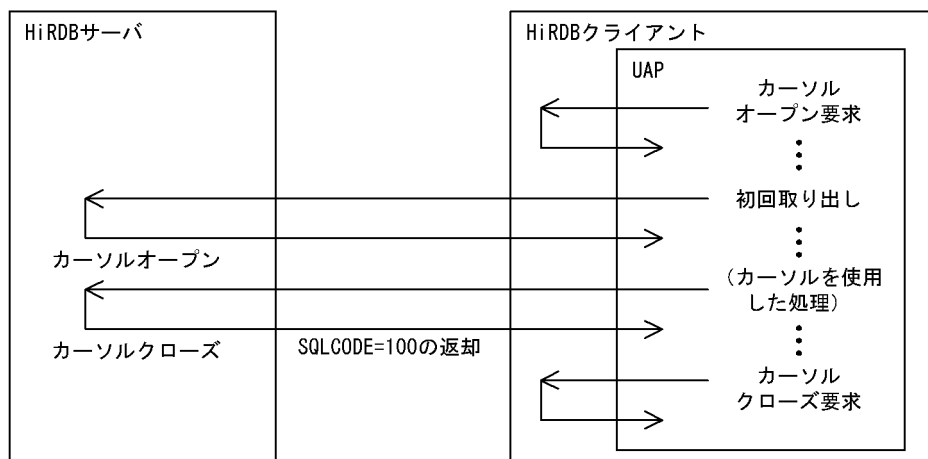 HiRDBサーバ
HiRDBクライアント
UAP
カーソル
オープン要求
初回取り出し
カーソルオープン
(カーソルを使用
した処理)
カーソルクローズ
SQLCODE=100の返却
カーソル
クローズ要求